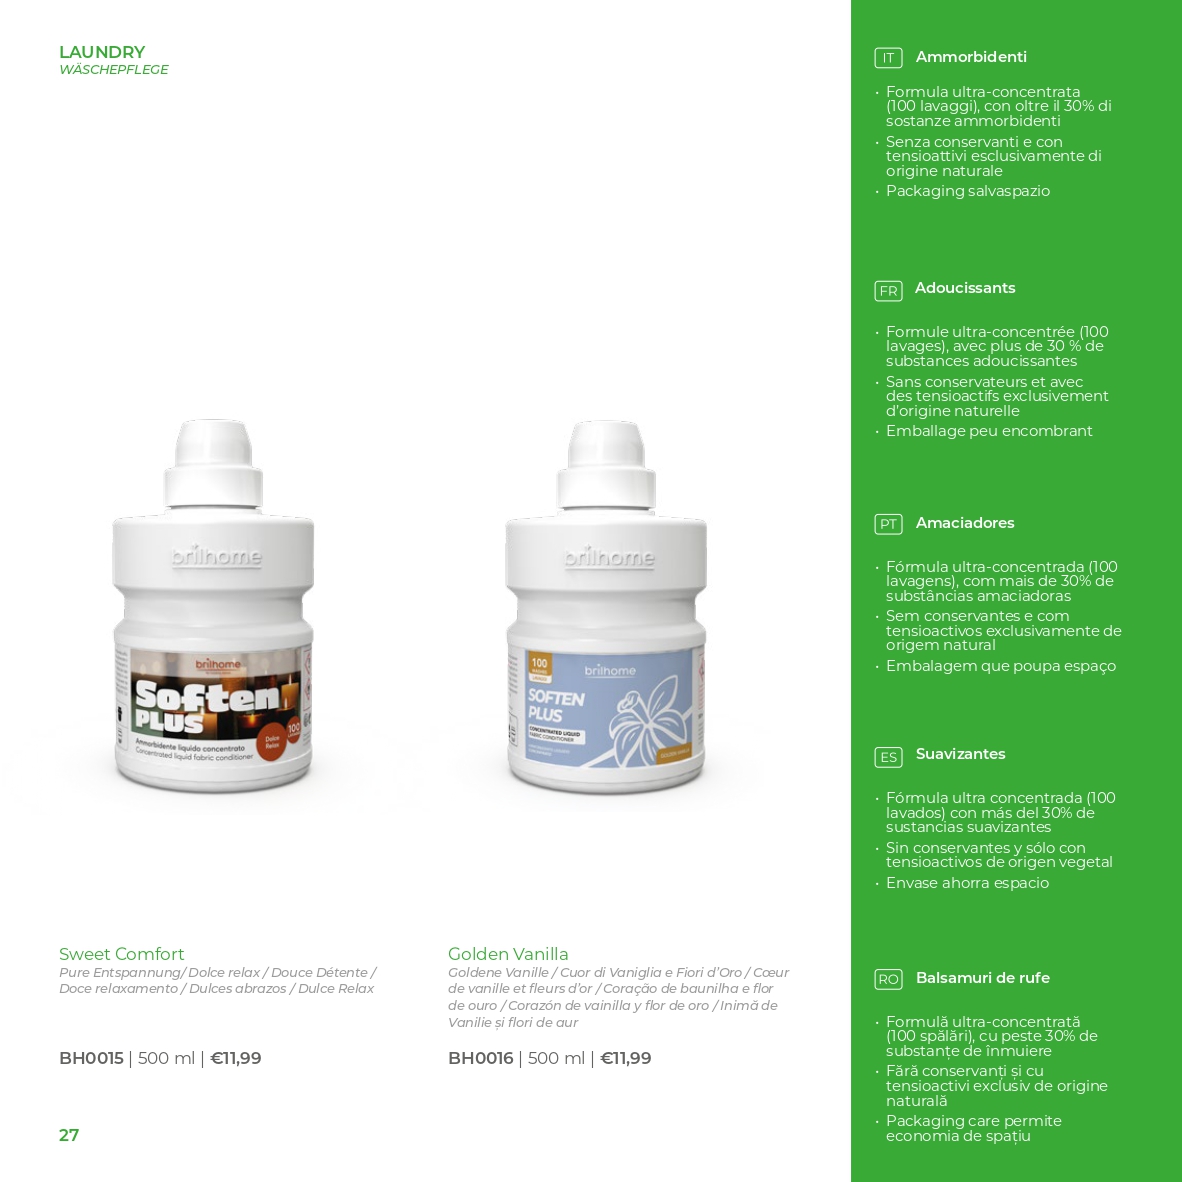 LAUNDRY
WÄSCHEPFLEGE
brilhome
brilhome
Soften
PLUS
100
Dolce
Relax
Ammorbidente liquido concentrato
Concentrated liquid fabric conditioner
brilhome
100
brilhome
SOFTEN
PLUS
CONCENTRATED LIQUID
FABRIC CONDITIONER
GOLDEN VANILLA
Sweet Comfort
Pure Entspannung/ Dolce relax / Douce Détente /
Doce relaxamento / Dulces abrazos / Dulce Relax
BH0015 | 500 ml | €11,99
Golden Vanilla
Goldene Vanille / Cuor di Vaniglia e Fiori d’Oro / Cœur
de vanille et fleurs d’or / Coração de baunilha e flor
de ouro / Corazón de vainilla y flor de oro / Inimă de
Vanilie și flori de aur
BH0016 | 500 ml | €11,99
27
IT Ammorbidenti
• Formula ultra-concentrata
(100 lavaggi), con oltre il 30% di
sostanze ammorbidenti
• Senza conservanti e con
tensioattivi esclusivamente di
origine naturale
• Packaging salvaspazio
FR Adoucissants
• Formule ultra-concentrée (100
lavages), avec plus de 30 % de
substances adoucissantes
• Sans conservateurs et avec
des tensioactifs exclusivement
d’origine naturelle
• Emballage peu encombrant
PT Amaciadores
• Fórmula ultra-concentrada (100
lavagens), com mais de 30% de
substâncias amaciadoras
• Sem conservantes e com
tensioactivos exclusivamente de
origem natural
• Embalagem que poupa espaço
ES Suavizantes
• Fórmula ultra concentrada (100
lavados) con más del 30% de
sustancias suavizantes
• Sin conservantes y sólo con
tensioactivos de origen vegetal
• Envase ahorra espacio
RO Balsamuri de rufe
• Formulă ultra-concentrată
(100 spălări), cu peste 30% de
substanțe de înmuiere
• Fără conservanți și cu
tensioactivi exclusiv de origine
naturală
• Packaging care permite
economia de spațiu